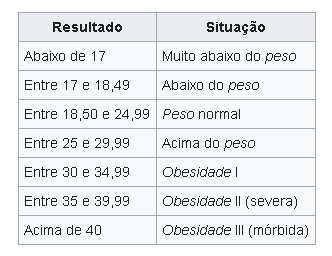 Resultado Situação
Abaixo de 17 Muito abaixo do peso
Entre 17 e 18,49 Abaixo do peso
Entre 18,50 e 24,99 Peso normal
Entre 25 e 29,99 Acima do peso
Entre 30 e 34,99 Obesidade I
Entre 35 e 39,99 Obesidade II (severa)
Acima de 40 Obesidade III (mórbida)